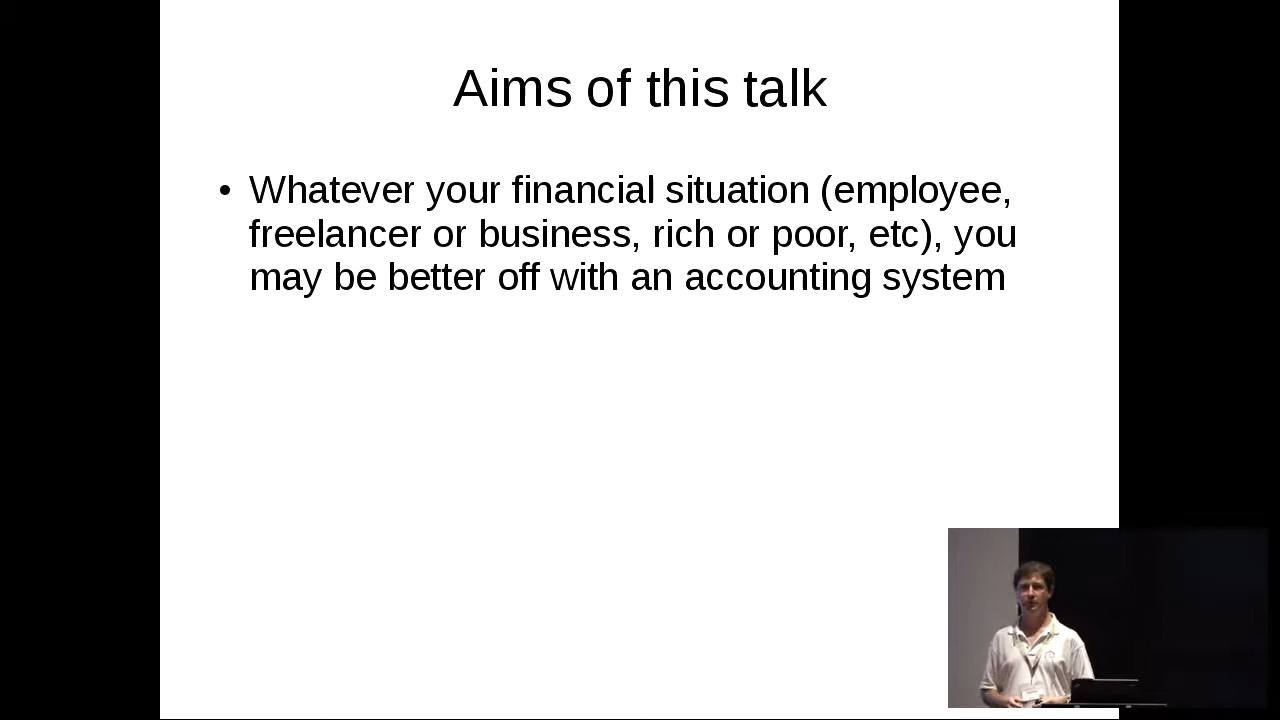 Aims of this talk
• Whatever your financial situation (employee,
freelancer or business, rich or poor, etc), you
may be better off with an accounting system